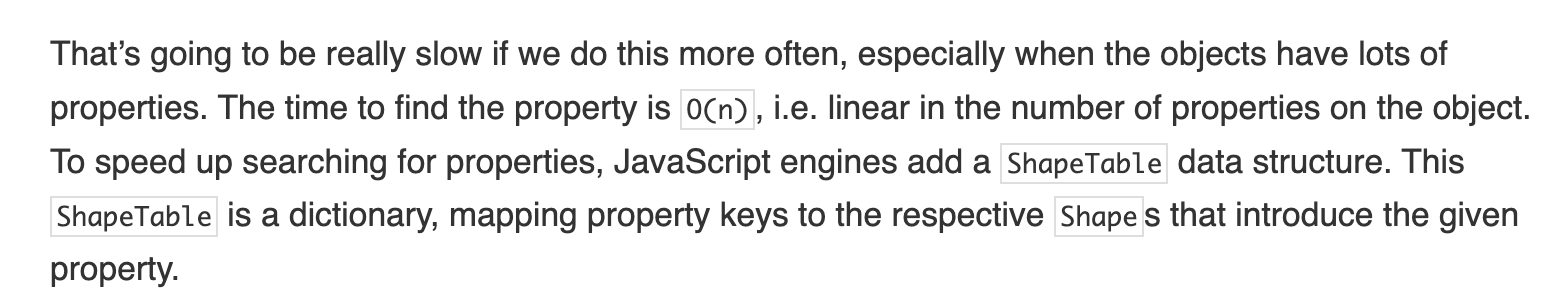 That’s going to be really slow if we do this more often, especially when the objects have lots of
properties. The time to find the property is O(n), i.e. linear in the number of properties on the object.
To speed up searching for properties, JavaScript engines add a ShapeTable data structure. This
ShapeTable is a dictionary, mapping property keys to the respective Shapes that introduce the given
property.